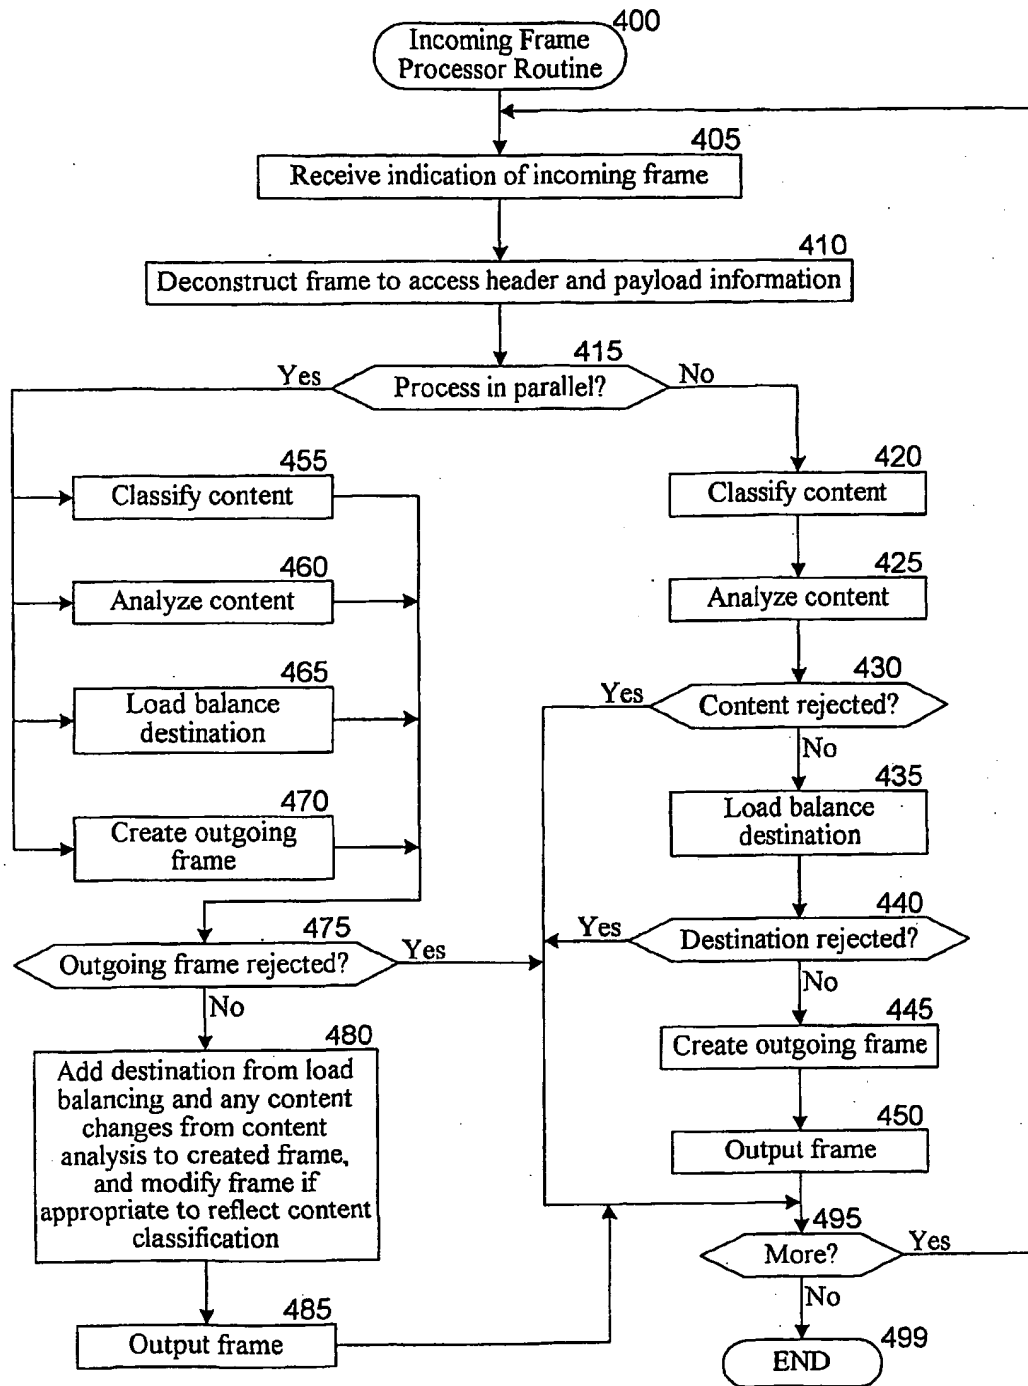 400
Incoming Frame
Processor Routine
405
Receive indication of incoming frame
410
Deconstruct frame to access header and payload information
415
Yes
Process in parallel?
No
455
Classify content
460
Analyze content
465
Load balance
destination
470
Create outgoing
frame
475
Outgoing frame rejected?
Yes
No
480
Add destination from load
balancing and any content
changes from content
analysis to created frame,
and modify frame if
appropriate to reflect content
classification
485
Output frame
420
Classify content
425
Analyze content
430
Yes
Content rejected?
No
435
Load balance
destination
440
Yes
Destination rejected?
No
445
Create outgoing frame
450
Output frame
495
More?
Yes
No
499
END